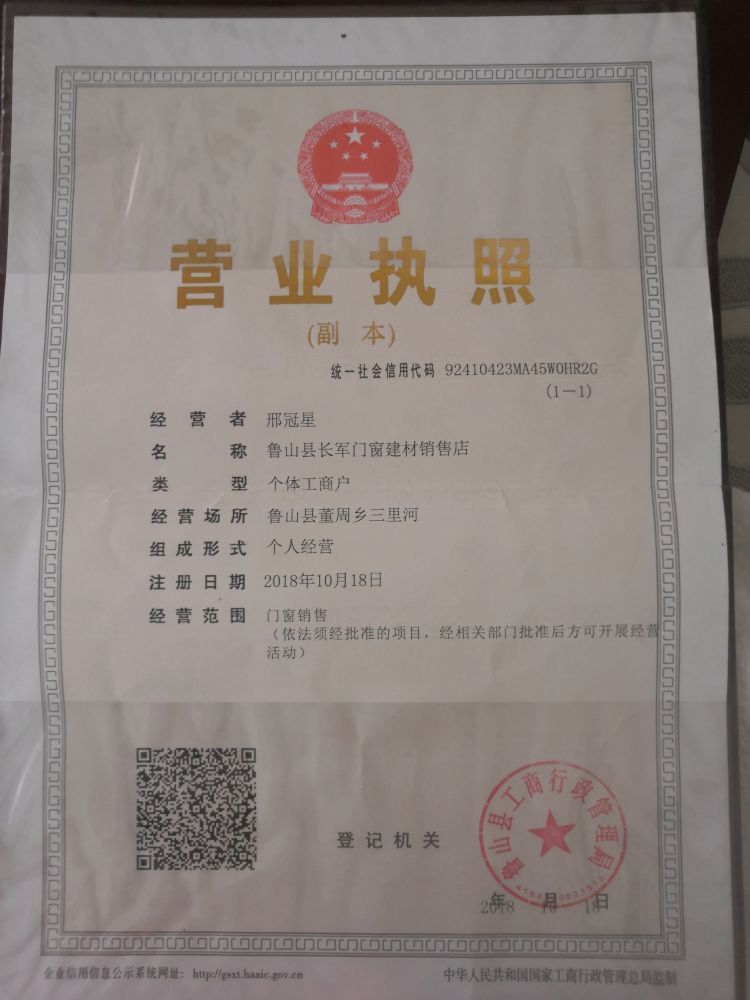 营业执照
(副 本)
统一社会信用代码 92410423MA45W0HR2G
(1—1)
经营者 邢冠星
名称 鲁山县长军门窗建材销售店
类型 个体工商户
经营场所 鲁山县董周乡三里河
组成形式 个人经营
注册日期 2018年10月18日
经营范围 门窗销售
（依法须经批准的项目，经相关部门批准后方可开展经营
活动）
鲁山县工商行政管理局
登记机关
2018年10月18日
企业信用信息公示系统网址：http://gsxt.haaic.gov.cn
中华人民共和国国家工商行政管理总局监制